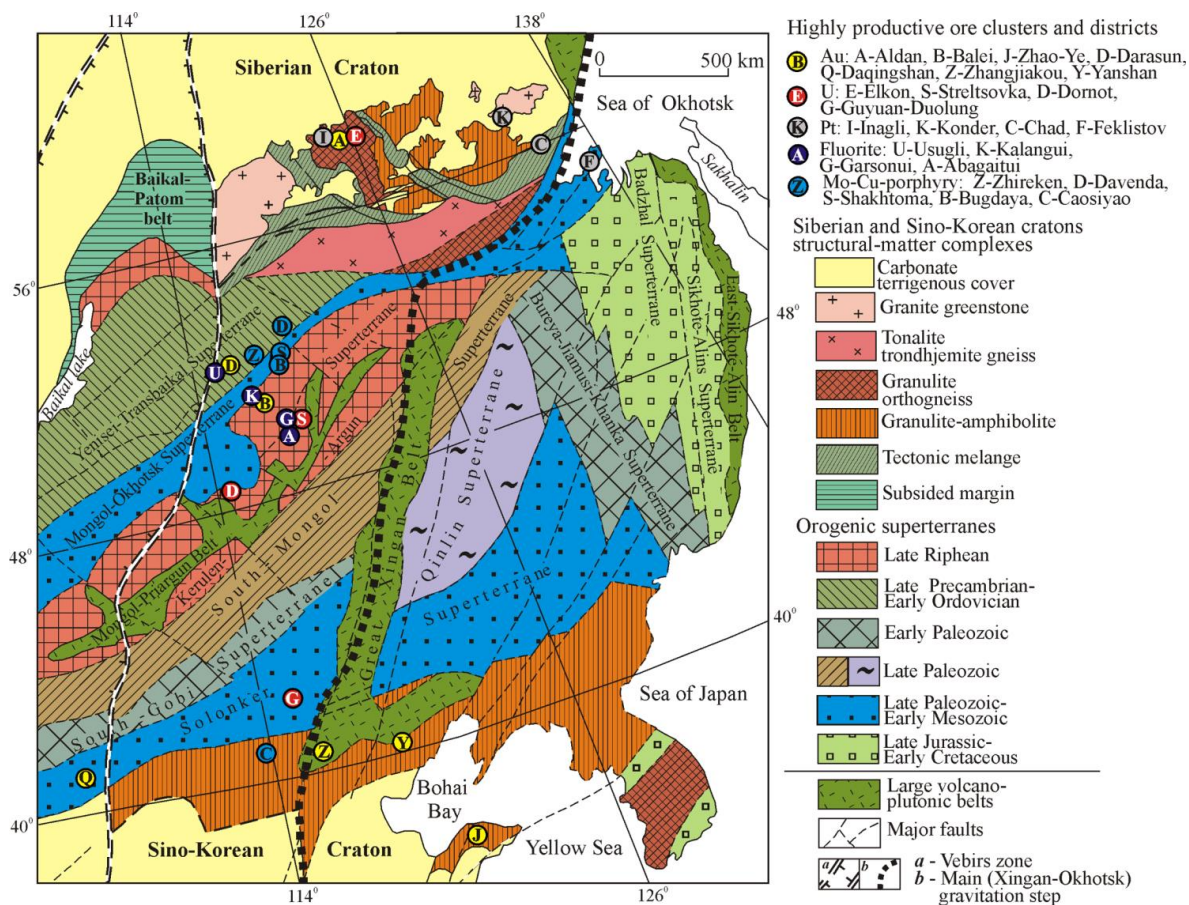 114°
126°
138°
Siberian Craton
0 500 km
Sea of Okhotsk
Sakhalin
K
I
A
E
C
F
Baikal-
Patom
belt
Badzhal Superterrane
Sikhote-Alins Superterrane
East-Sikhote-Alin Belt
56°
48°
Baikal Lake
Yenisei-Transbaika Superterrane
Mongol-Okhotsk Superterrane
D
S
Z
B
U
D
K
B
G
S
A
D
Argun Superterrane
Bureya-Jiamusi-Khanka Superterrane
48°
Mongol-Priargun Belt
Kerulen-
South-Mongol Superterrane
Great Xingan Belt
Qinlin Superterrane
40°
South-Gobi Superterrane
Solonker Superterrane
Sea of Japan
G
C
Z
Y
Q
Bohai
Bay
J
40°
Sino-Korean Craton
Yellow Sea
114°
126°
Highly productive ore clusters and districts
B Au: A-Aldan, B-Balei, J-Zhao-Ye, D-Darasun,
Q-Daqingshan, Z-Zhangjiakou, Y-Yanshan
E U: E-Elkon, S-Streltsovka, D-Dornot,
G-Guyuan-Duolung
K Pt: I-Inagli, K-Konder, C-Chad, F-Feklistov
A Fluorite: U-Usugli, K-Kalangui,
G-Garsonui, A-Abagaitui
Z Mo-Cu-porphyry: Z-Zhireken, D-Davenda,
S-Shakhtoma, B-Bugdaya, C-Caosiyao
Siberian and Sino-Korean cratons
structural-matter complexes
Carbonate
terrigenous cover
Granite greenstone
Tonalite
trondhjemite gneiss
Granulite
orthogneiss
Granulite-amphibolite
Tectonic melange
Subsided margin
Orogenic superterranes
Late Riphean
Late Precambrian-
Early Ordovician
Early Paleozoic
Late Paleozoic
Late Paleozoic-
Early Mesozoic
Late Jurassic-
Early Cretaceous
Large volcano-
plutonic belts
Major faults
a b a - Vebirs zone
b - Main (Xingan-Okhotsk)
gravitation step